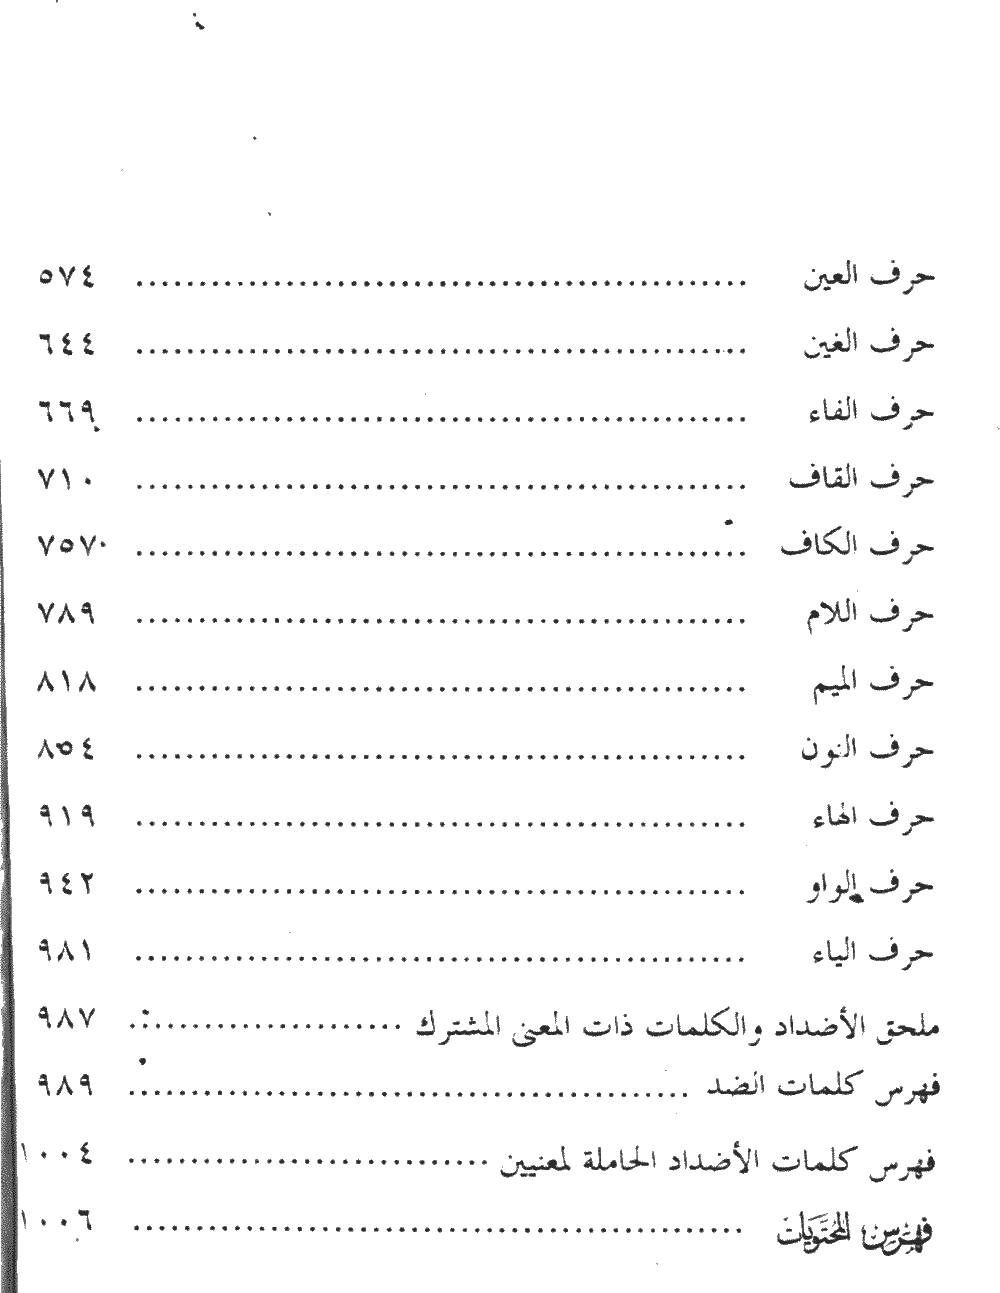 حرف العين ................................................ ٥٧٤
حرف الغين ................................................ ٦٤٤
حرف الفاء ................................................ ٦٦٩
حرف القاف ................................................ ٧١٠
حرف الكاف ................................................ ٧٥٧
حرف اللام ................................................ ٧٨٩
حرف الميم ................................................ ٨١٨
حرف النون ................................................ ٨٥٤
حرف الهاء ................................................ ٩١٩
حرف الواو ................................................ ٩٤٢
حرف الياء ................................................ ٩٨١
ملحق الأضداد والكلمات ذات المعنى المشترك ...................... ٩٨٧
فهرس كلمات الضد ............................................. ٩٨٩
فهرس كلمات الأضداد الحاملة لمعنيين ............................. ١٠٠٤
فهرس المحتويات ................................................ ١٠٠٦